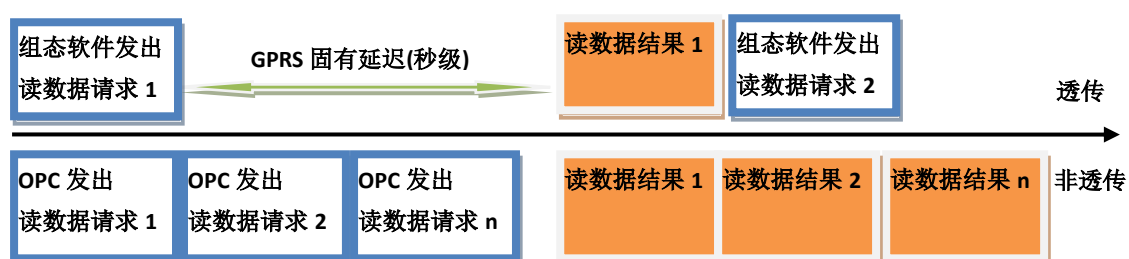 组态软件发出
读数据请求 1
GPRS 固有延迟(秒级)
读数据结果 1
组态软件发出
读数据请求 2
透传
OPC 发出
读数据请求 1
OPC 发出
读数据请求 2
OPC 发出
读数据请求 n
读数据结果 1
读数据结果 2
读数据结果 n
非透传